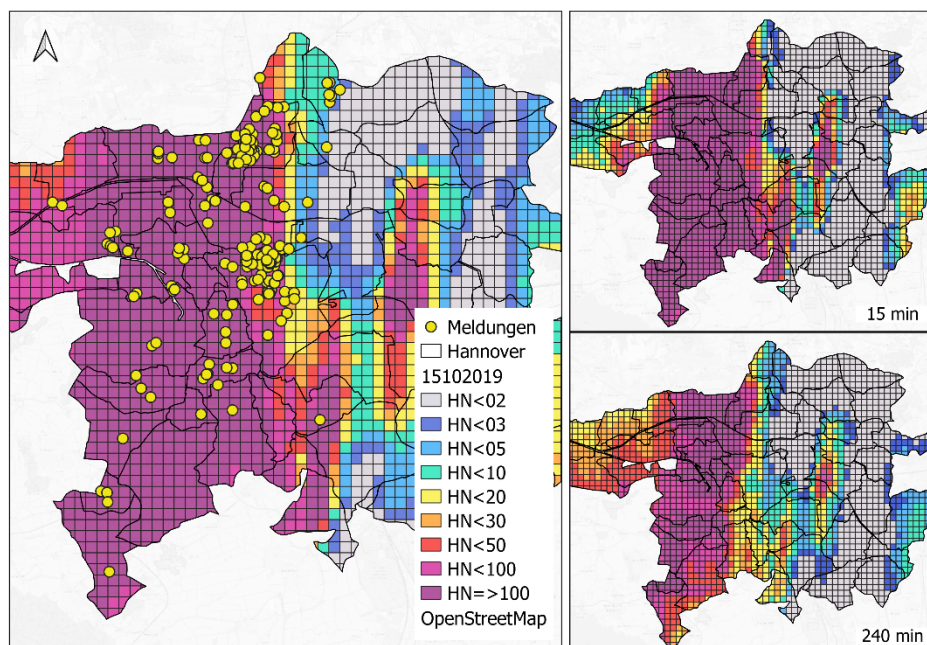 Meldungen
Hannover
15102019
HN<02
HN<03
HN<05
HN<10
HN<20
HN<30
HN<50
HN<100
HN=>100
OpenStreetMap
15 min
240 min